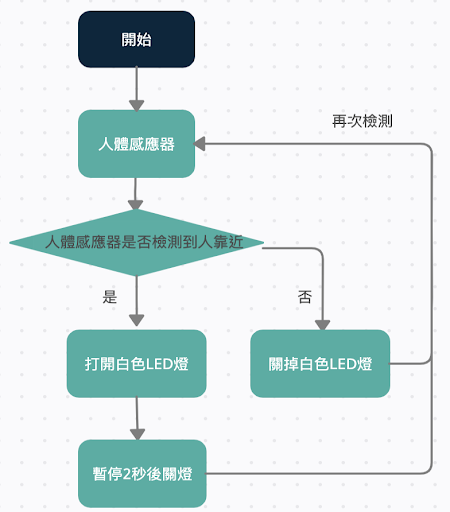 開始
再次檢測
人體感應器
人體感應器是否檢測到人靠近
是
否
打開白色LED燈
關掉白色LED燈
暫停2秒後關燈